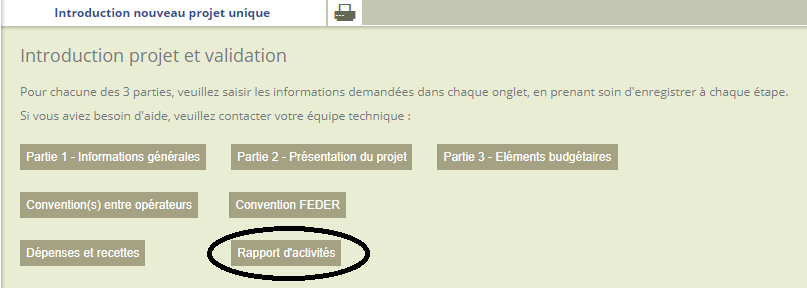 Introduction nouveau projet unique
Introduction projet et validation
Pour chacune des 3 parties, veuillez saisir les informations demandées dans chaque onglet, en prenant soin d'enregistrer à chaque étape.
Si vous aviez besoin d'aide, veuillez contacter votre équipe technique :
Partie 1 - Informations générales Partie 2 - Présentation du projet Partie 3 - Eléments budgétaires
Convention(s) entre opérateurs Convention FEDER
Dépenses et recettes Rapport d'activités